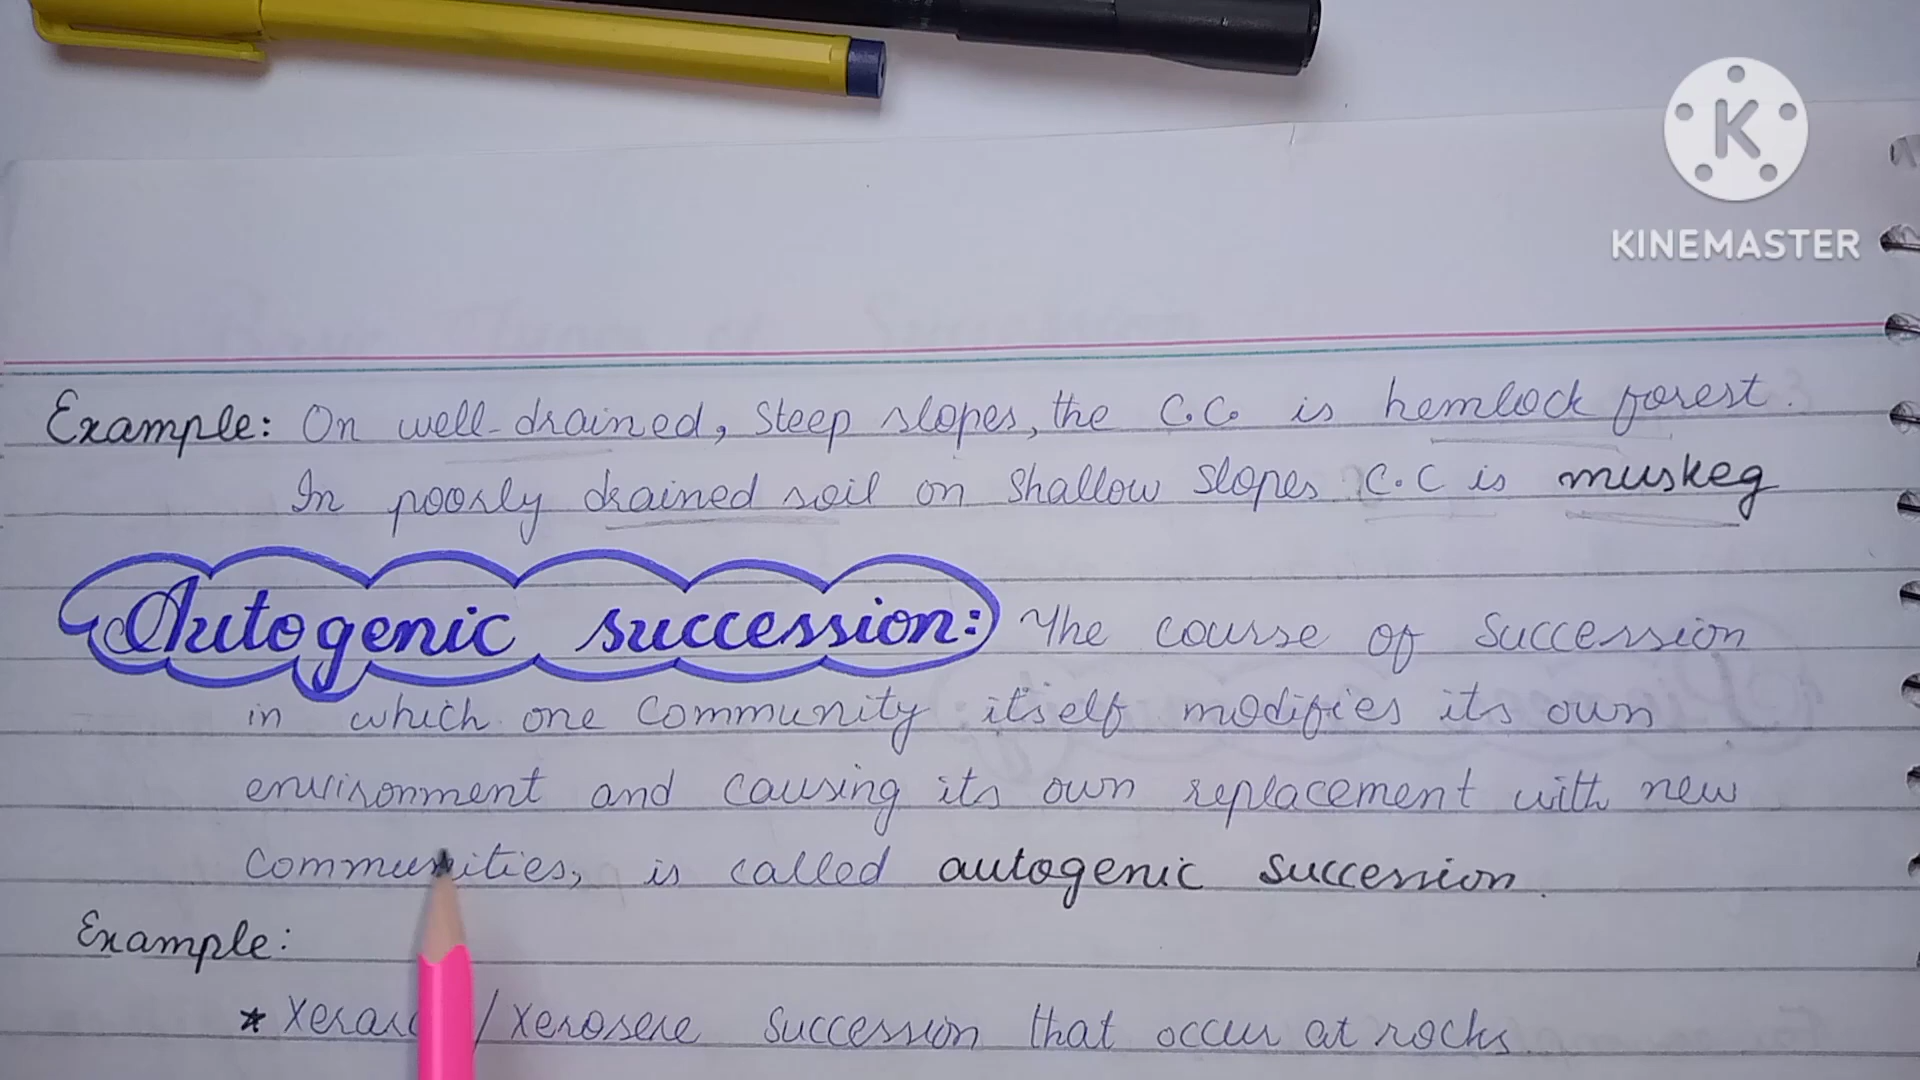 KINEMASTER
Example: On well-drained, steep slopes, the C.C. is hemlock forest.
In poorly drained soil on shallow slopes C.C is muskeg
Autogenic succession: The course of succession
in which one community itself modifies its own
environment and causing its own replacement with new
communities, is called autogenic succession.
Example:
* / Xerosere succession that occur at rocks.